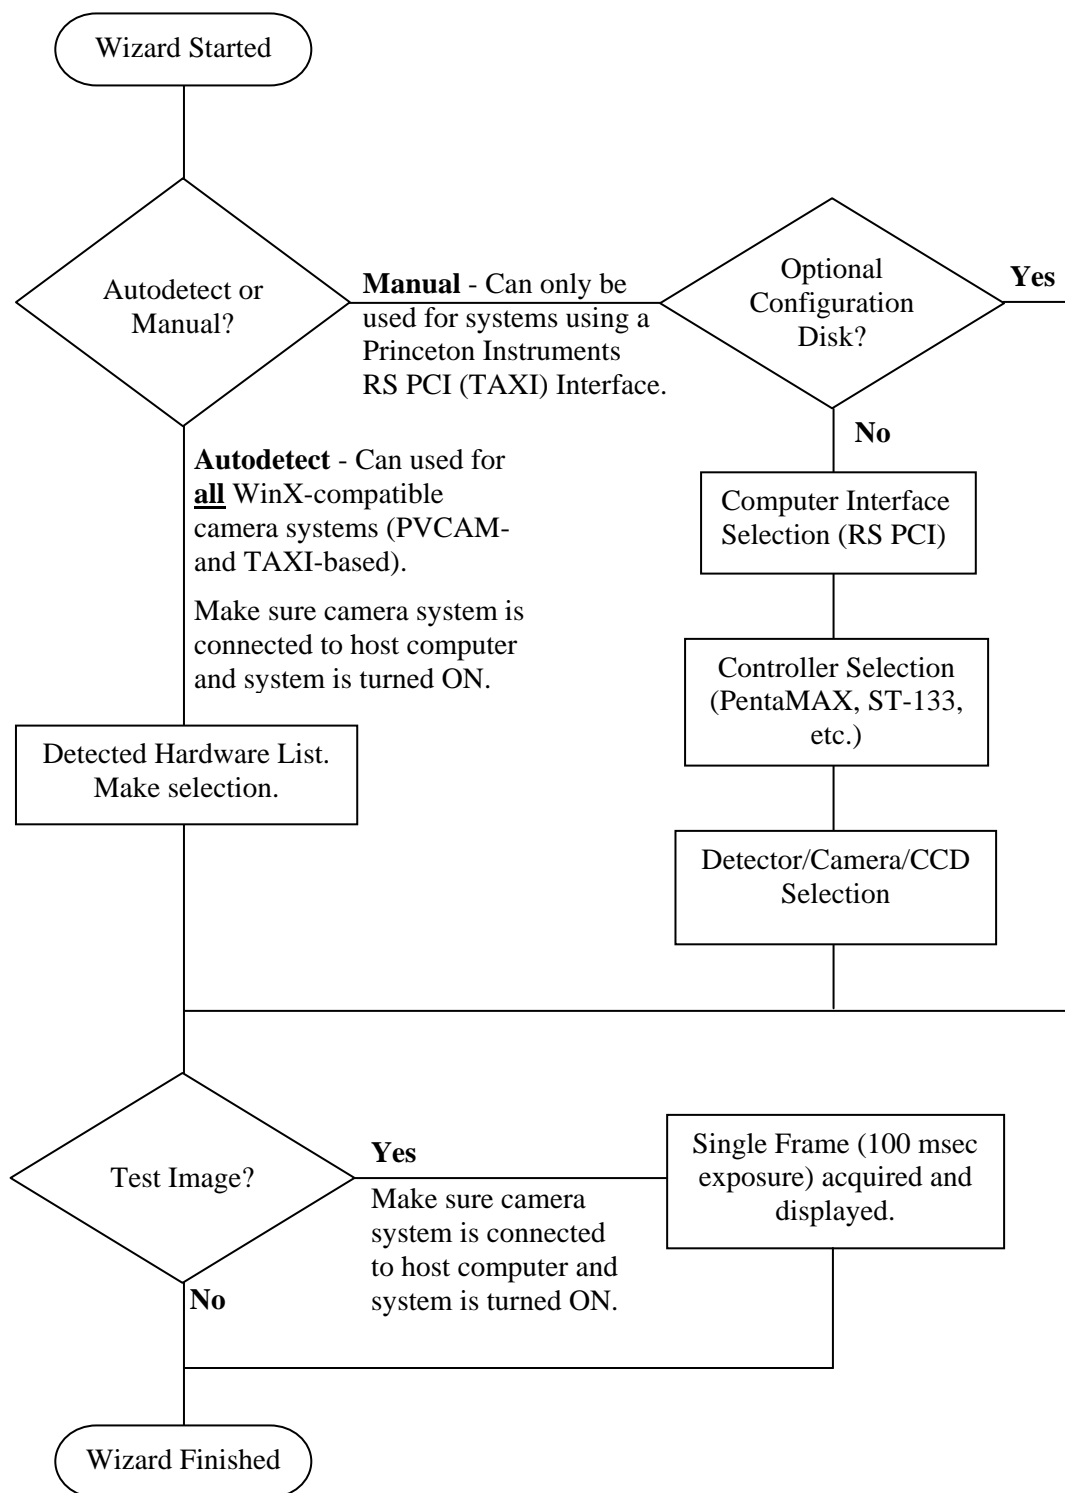 Wizard Started
Autodetect or
Manual?
Manual - Can only be
used for systems using a
Princeton Instruments
RS PCI (TAXI) Interface.
Optional
Configuration
Disk?
Yes
No
Autodetect - Can used for
all WinX-compatible
camera systems (PVCAM-
and TAXI-based).
Make sure camera system is
connected to host computer
and system is turned ON.
Computer Interface
Selection (RS PCI)
Controller Selection
(PentaMAX, ST-133,
etc.)
Detected Hardware List.
Make selection.
Detector/Camera/CCD
Selection
Test Image?
Yes
Make sure camera
system is connected
to host computer and
system is turned ON.
Single Frame (100 msec
exposure) acquired and
displayed.
No
Wizard Finished